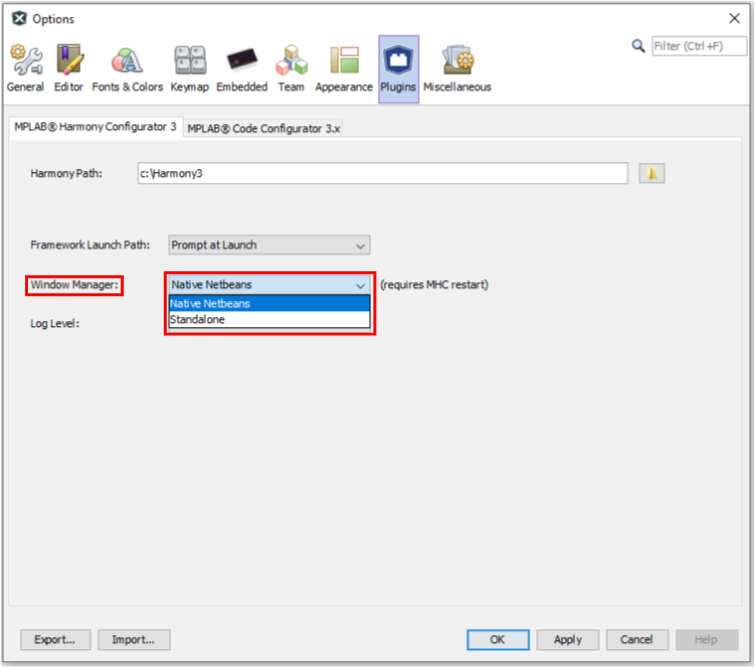 Options
Filter (Ctrl+F)
General Editor Fonts & Colors Keymap Embedded Team Appearance Plugins Miscellaneous
MPLAB® Harmony Configurator 3 MPLAB® Code Configurator 3.x
Harmony Path: c:\Harmony3
Framework Launch Path: Prompt at Launch
Window Manager: Native Netbeans (requires MHC restart)
Native Netbeans
Standalone
Log Level:
Export... Import... OK Apply Cancel Help